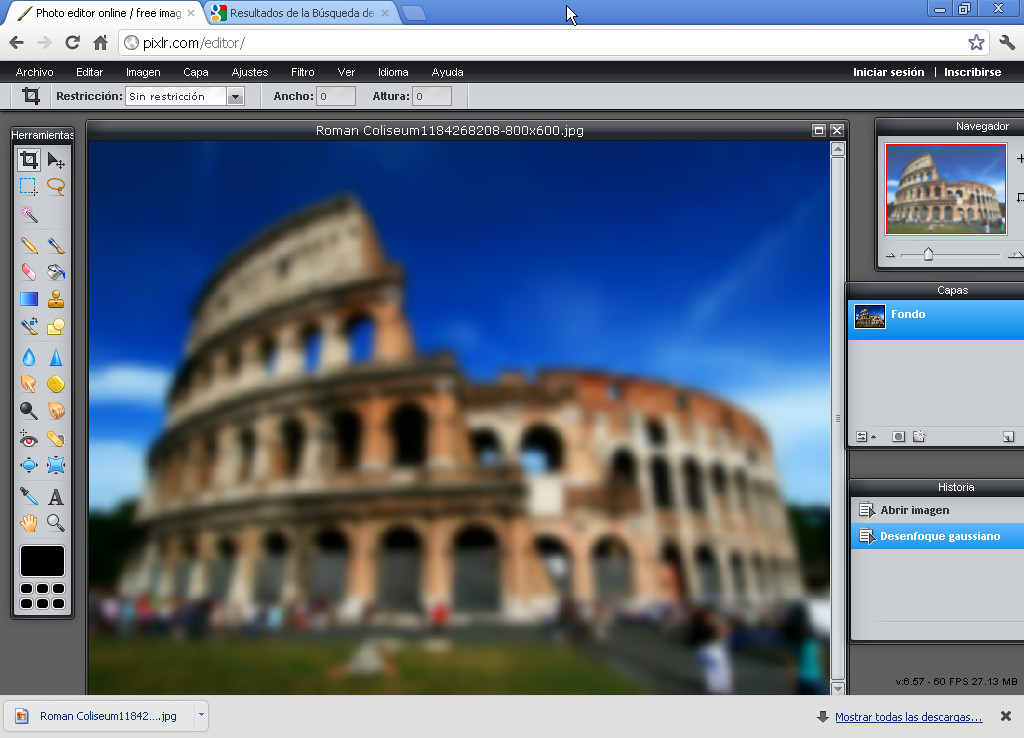 Photo editor online / free imag
Resultados de la Búsqueda de
pixlr.com/editor/
Archivo Editar Imagen Capa Ajustes Filtro Ver Idioma Ayuda Iniciar sesión | Inscribirse
Restricción: Sin restricción Ancho: 0 Altura: 0
Herramientas
Roman Coliseum1184268208-800x600.jpg
Navegador
Capas
Fondo
Historia
Abrir imagen
Desenfoque gaussiano
v:6.57 - 60 FPS 27.13 MB
Roman Coliseum11842....jpg
Mostrar todas las descargas...